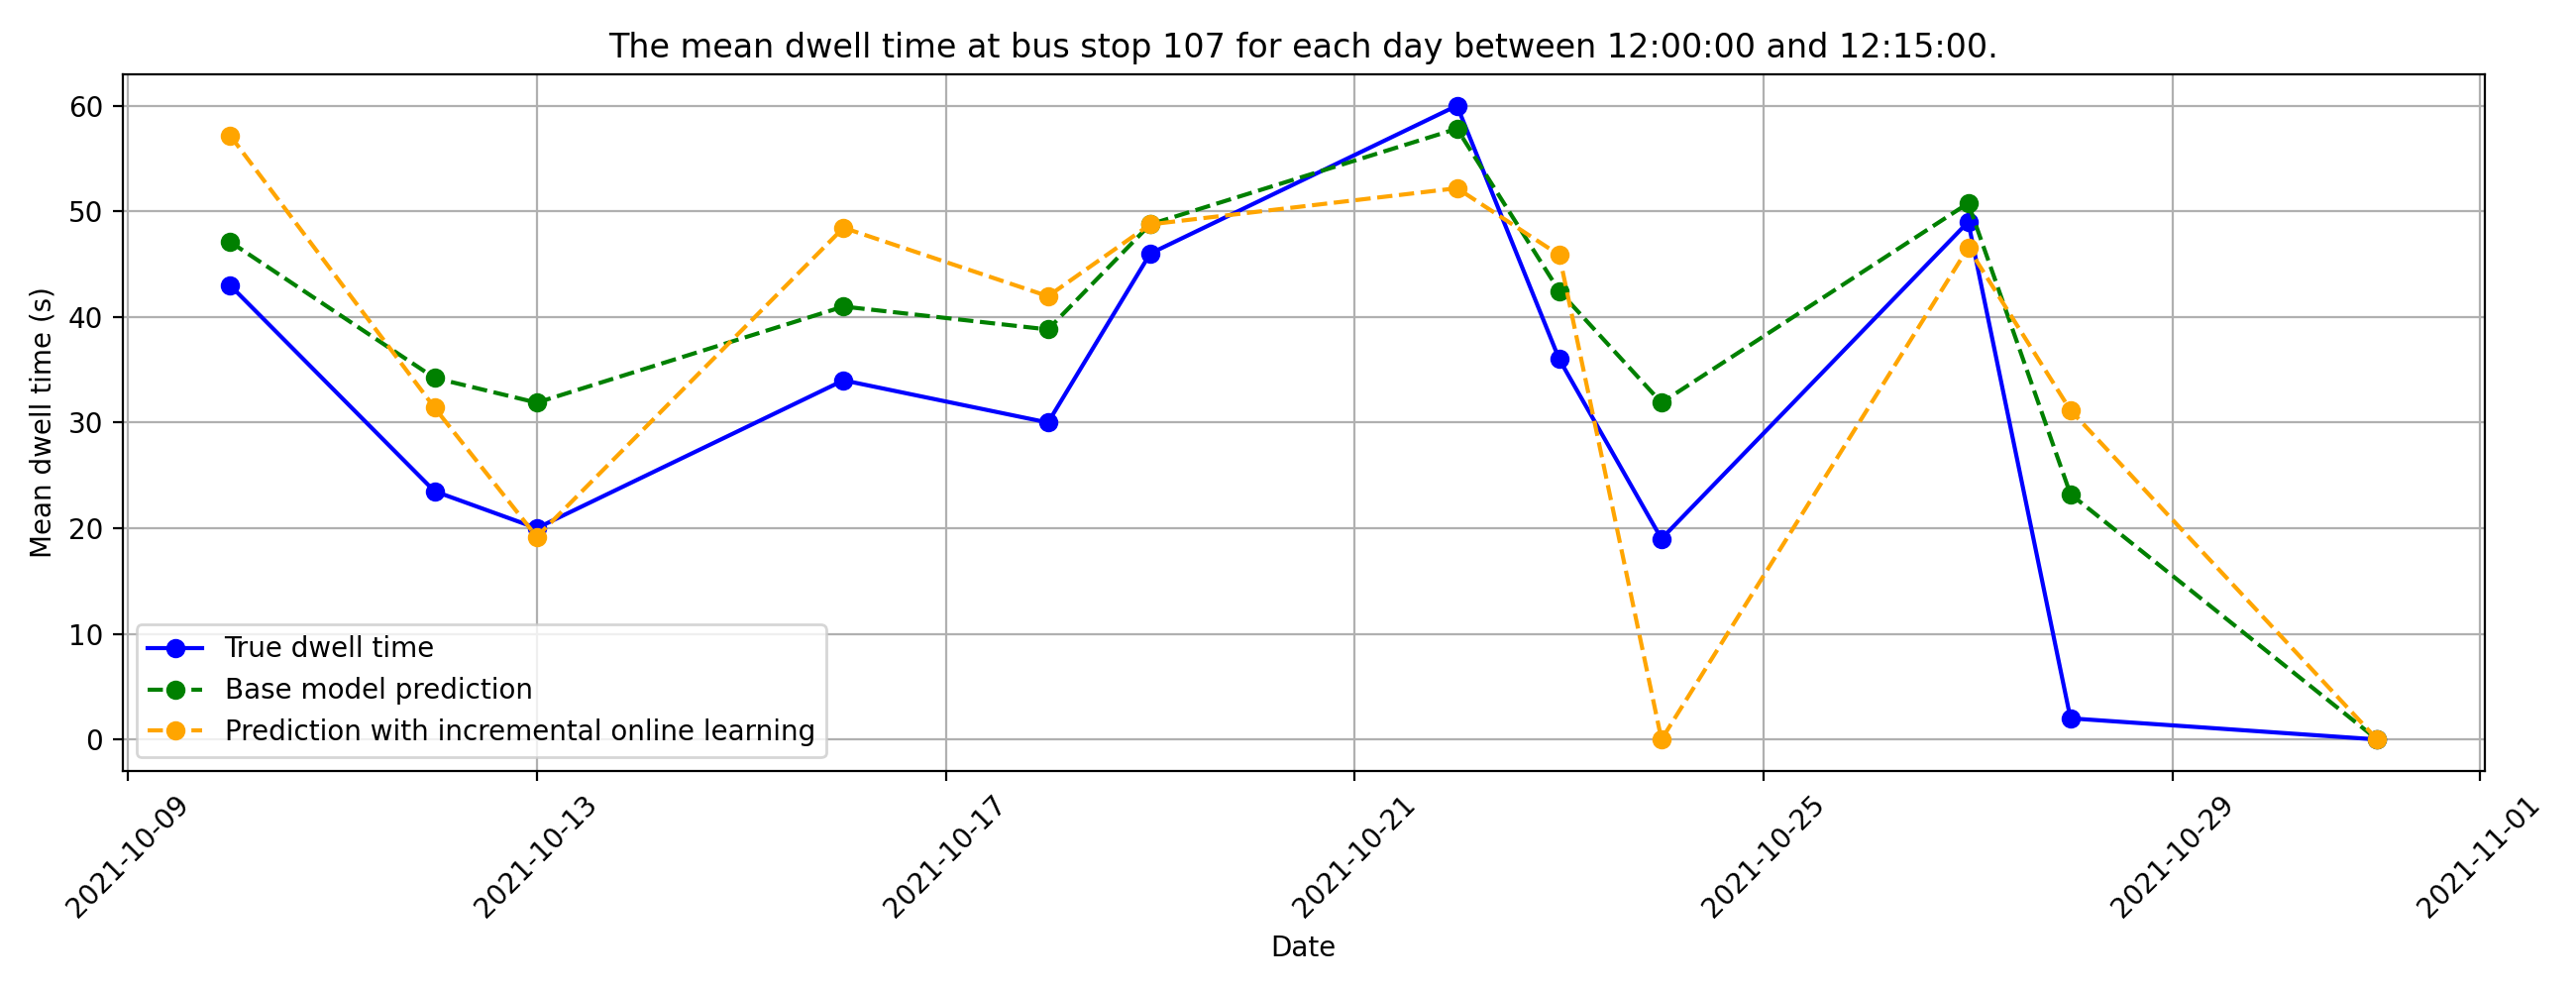 The mean dwell time at bus stop 107 for each day between 12:00:00 and 12:15:00.
Mean dwell time (s)
60
50
40
30
20
10
0
True dwell time
Base model prediction
Prediction with incremental online learning
2021-10-09
2021-10-13
2021-10-17
2021-10-21
2021-10-25
2021-10-29
2021-11-01
Date